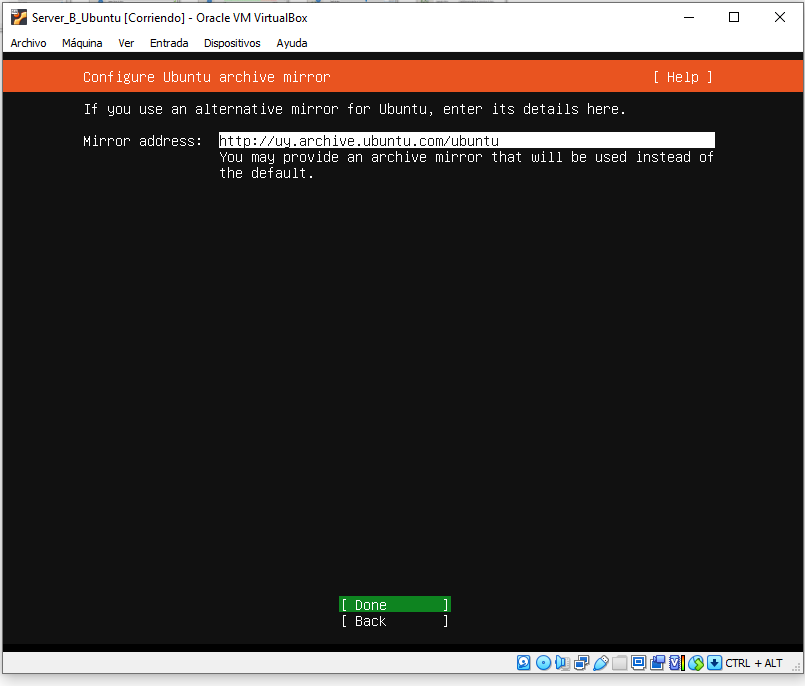 Server_B_Ubuntu [Corriendo] - Oracle VM VirtualBox
Archivo Máquina Ver Entrada Dispositivos Ayuda
Configure Ubuntu archive mirror [ Help ]
If you use an alternative mirror for Ubuntu, enter its details here.
Mirror address: http://uy.archive.ubuntu.com/ubuntu
You may provide an archive mirror that will be used instead of
the default.
[ Done ]
[ Back ]
CTRL + ALT